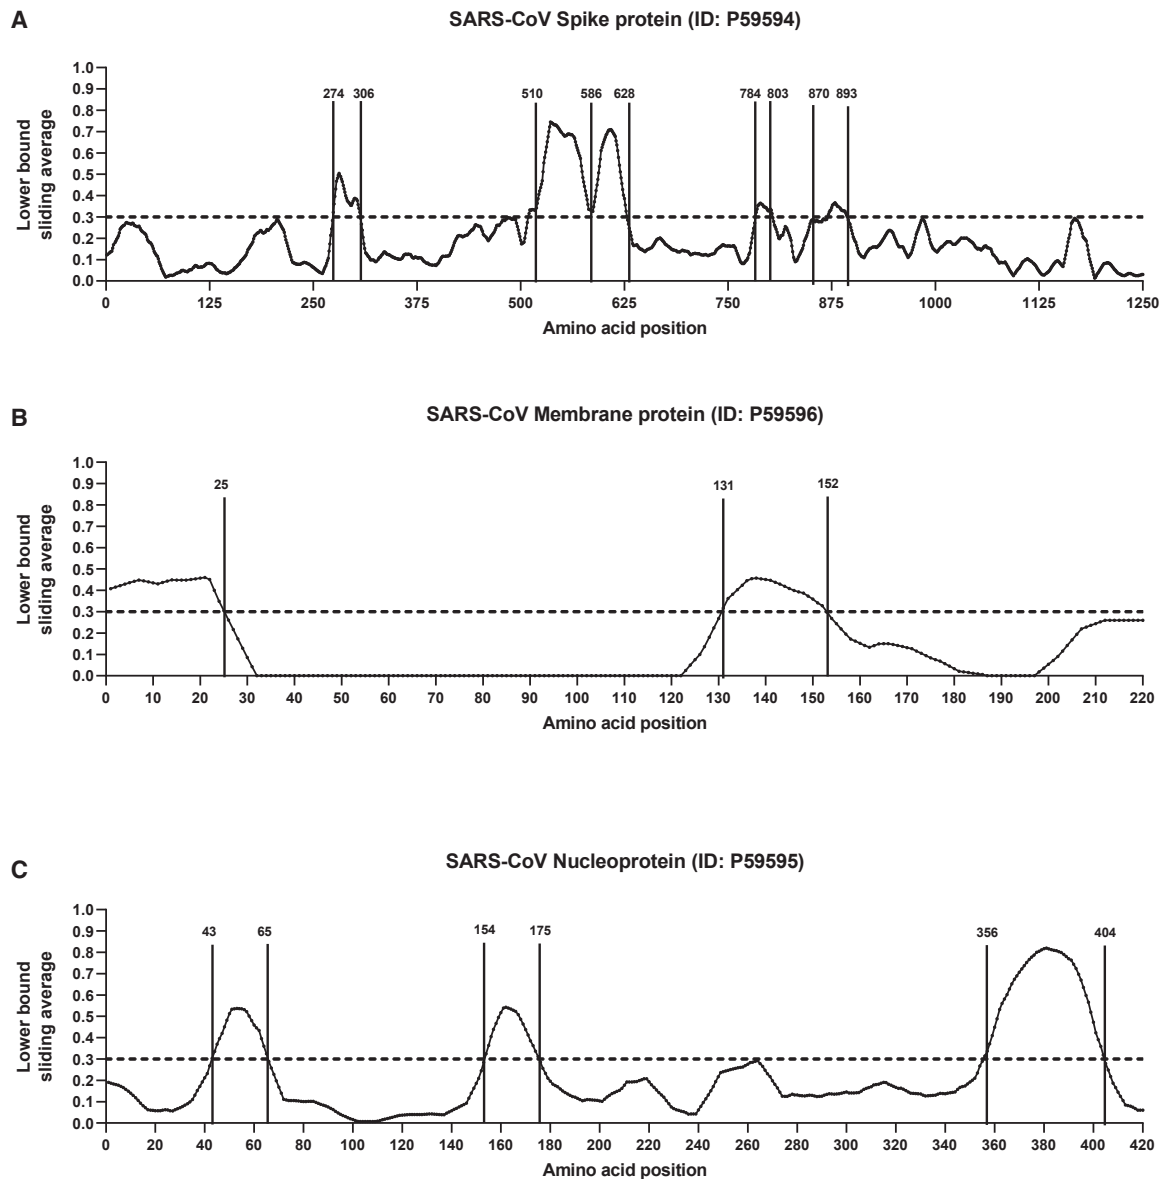 A
SARS-CoV Spike protein (ID: P59594)
1.0
0.9
0.8
0.7
0.6
0.5
0.4
0.3
0.2
0.1
0.0
Lower bound
sliding average
274 306 510 586 628 784 803 870 893
0 125 250 375 500 625 750 875 1000 1125 1250
Amino acid position
B
SARS-CoV Membrane protein (ID: P59596)
1.0
0.9
0.8
0.7
0.6
0.5
0.4
0.3
0.2
0.1
0.0
Lower bound
sliding average
25 131 152
0 10 20 30 40 50 60 70 80 90 100 110 120 130 140 150 160 170 180 190 200 210 220
Amino acid position
C
SARS-CoV Nucleoprotein (ID: P59595)
1.0
0.9
0.8
0.7
0.6
0.5
0.4
0.3
0.2
0.1
0.0
Lower bound
sliding average
43 65 154 175 356 404
0 20 40 60 80 100 120 140 160 180 200 220 240 260 280 300 320 340 360 380 400 420
Amino acid position